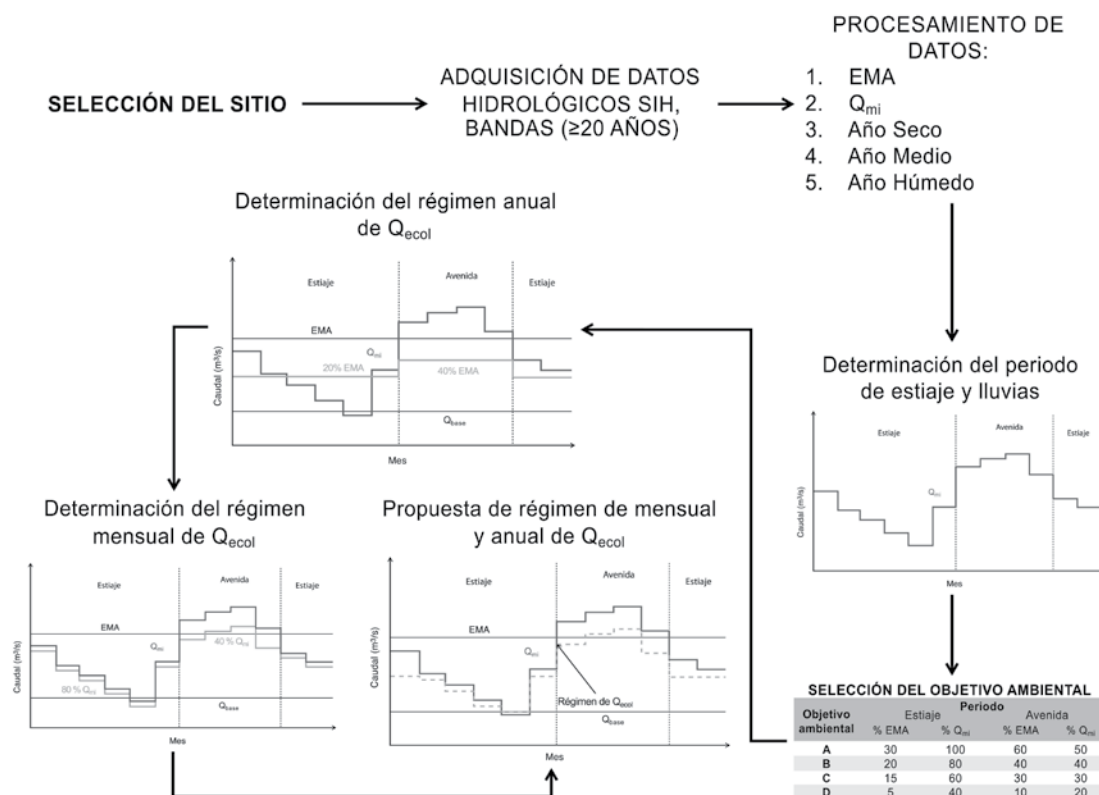 SELECCIÓN DEL SITIO
ADQUISICIÓN DE DATOS
HIDROLÓGICOS SIH,
BANDAS (≥20 AÑOS)
PROCESAMIENTO DE
DATOS:
1. EMA
2. Qmi
3. Año Seco
4. Año Medio
5. Año Húmedo
Determinación del periodo
de estiaje y lluvias
Estiaje
Avenida
Estiaje
Qmi
Caudal (m³/s)
Mes
SELECCIÓN DEL OBJETIVO AMBIENTAL
Objetivo ambiental
Periodo
Estiaje Avenida
% EMA % Qmi % EMA % Qmi
A 30 100 60 50
B 20 80 40 40
C 15 60 30 30
D 5 40 10 20
Determinación del régimen anual
de Qecol
Estiaje
Avenida
Estiaje
EMA
Qmi
20% EMA
40% EMA
Qbase
Caudal (m³/s)
Mes
Determinación del régimen
mensual de Qecol
Estiaje
Avenida
Estiaje
EMA
Qmi
40 % Qmi
80 % Qmi
Qbase
Caudal (m³/s)
Mes
Propuesta de régimen de mensual
y anual de Qecol
Estiaje
Avenida
Estiaje
EMA
Qmi
Régimen de Qecol
Qbase
Caudal (m³/s)
Mes